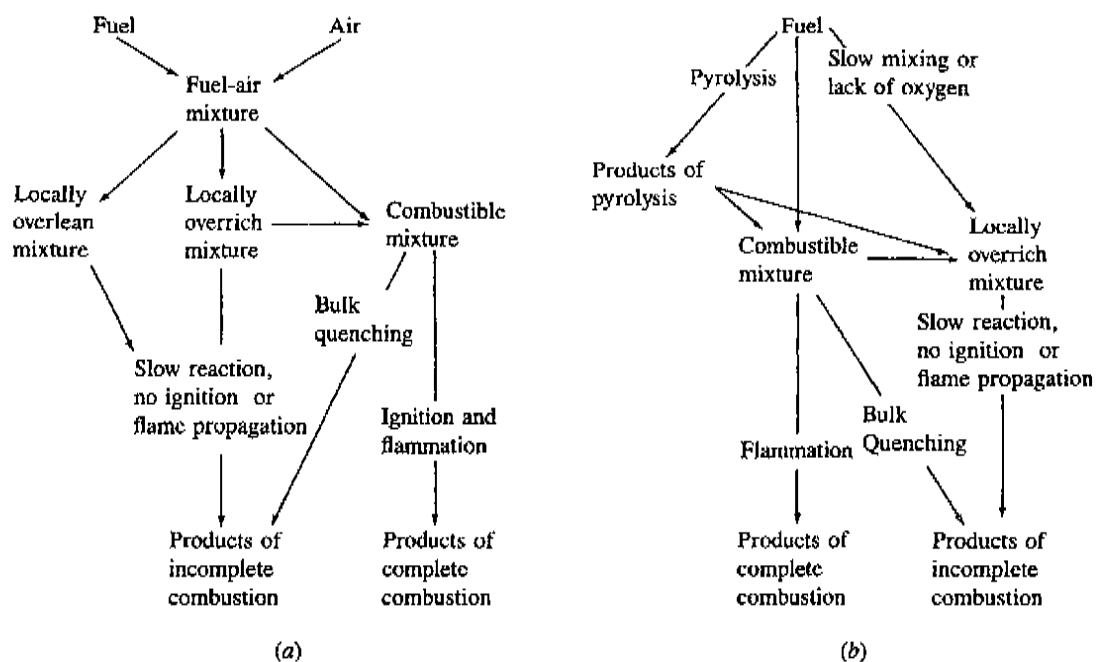 Fuel
Air
Fuel-air
mixture
Locally
overlean
mixture
Locally
overrich
mixture
Combustible
mixture
Bulk
quenching
Slow reaction,
no ignition or
flame propagation
Ignition and
flammation
Products of
incomplete
combustion
Products of
complete
combustion
(a)
Fuel
Pyrolysis
Slow mixing or
lack of oxygen
Products of
pyrolysis
Combustible
mixture
Locally
overrich
mixture
Slow reaction,
no ignition or
flame propagation
Flammation
Bulk
Quenching
Products of
complete
combustion
Products of
incomplete
combustion
(b)